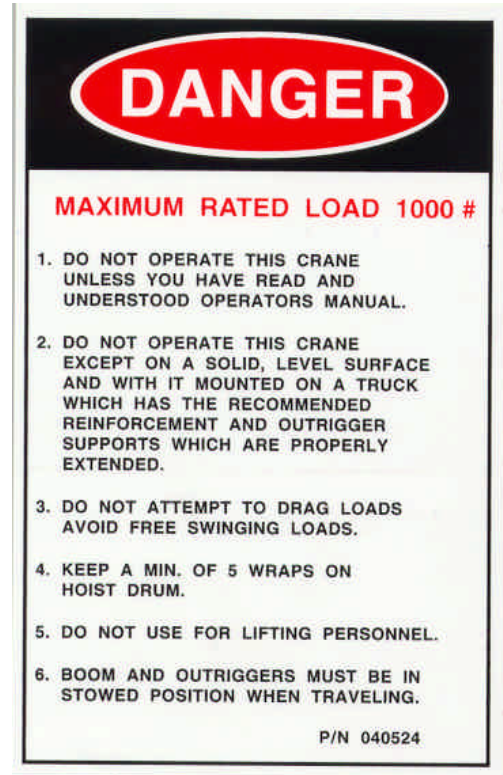 DANGER
MAXIMUM RATED LOAD 1000 #
1. DO NOT OPERATE THIS CRANE
UNLESS YOU HAVE READ AND
UNDERSTOOD OPERATORS MANUAL.
2. DO NOT OPERATE THIS CRANE
EXCEPT ON A SOLID, LEVEL SURFACE
AND WITH IT MOUNTED ON A TRUCK
WHICH HAS THE RECOMMENDED
REINFORCEMENT AND OUTRIGGER
SUPPORTS WHICH ARE PROPERLY
EXTENDED.
3. DO NOT ATTEMPT TO DRAG LOADS
AVOID FREE SWINGING LOADS.
4. KEEP A MIN. OF 5 WRAPS ON
HOIST DRUM.
5. DO NOT USE FOR LIFTING PERSONNEL.
6. BOOM AND OUTRIGGERS MUST BE IN
STOWED POSITION WHEN TRAVELING.
P/N 040524